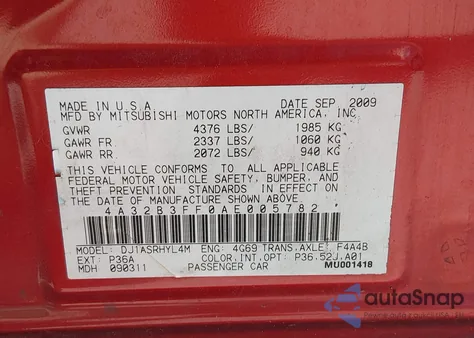 MADE IN U S A DATE SEP. 2009
MFD BY MITSUBISHI MOTORS NORTH AMERICA, INC
GVWR 4376 LBS/ 1985 KG
GAWR FR 2337 LBS/ 1060 KG
GAWR RR 2072 LBS/ 940 KG
THIS VEHICLE CONFORMS TO ALL APPLICABLE
FEDERAL MOTOR VEHICLE SAFETY, BUMPER, AND
THEFT PREVENTION STANDARDS IN EFFECT ON
THE DATE OF MANUFACTURE SHOWN ABOVE
4A32B3FF0AE005782
MODEL: DJ1ASRHYL4M ENG: 4G69 TRANS.AXLE: F4A4B
EXT: P36A COLOR.INT.OPT: P36.52J.A01
MDH 090311 PASSENGER CAR MU001418
autoSnap